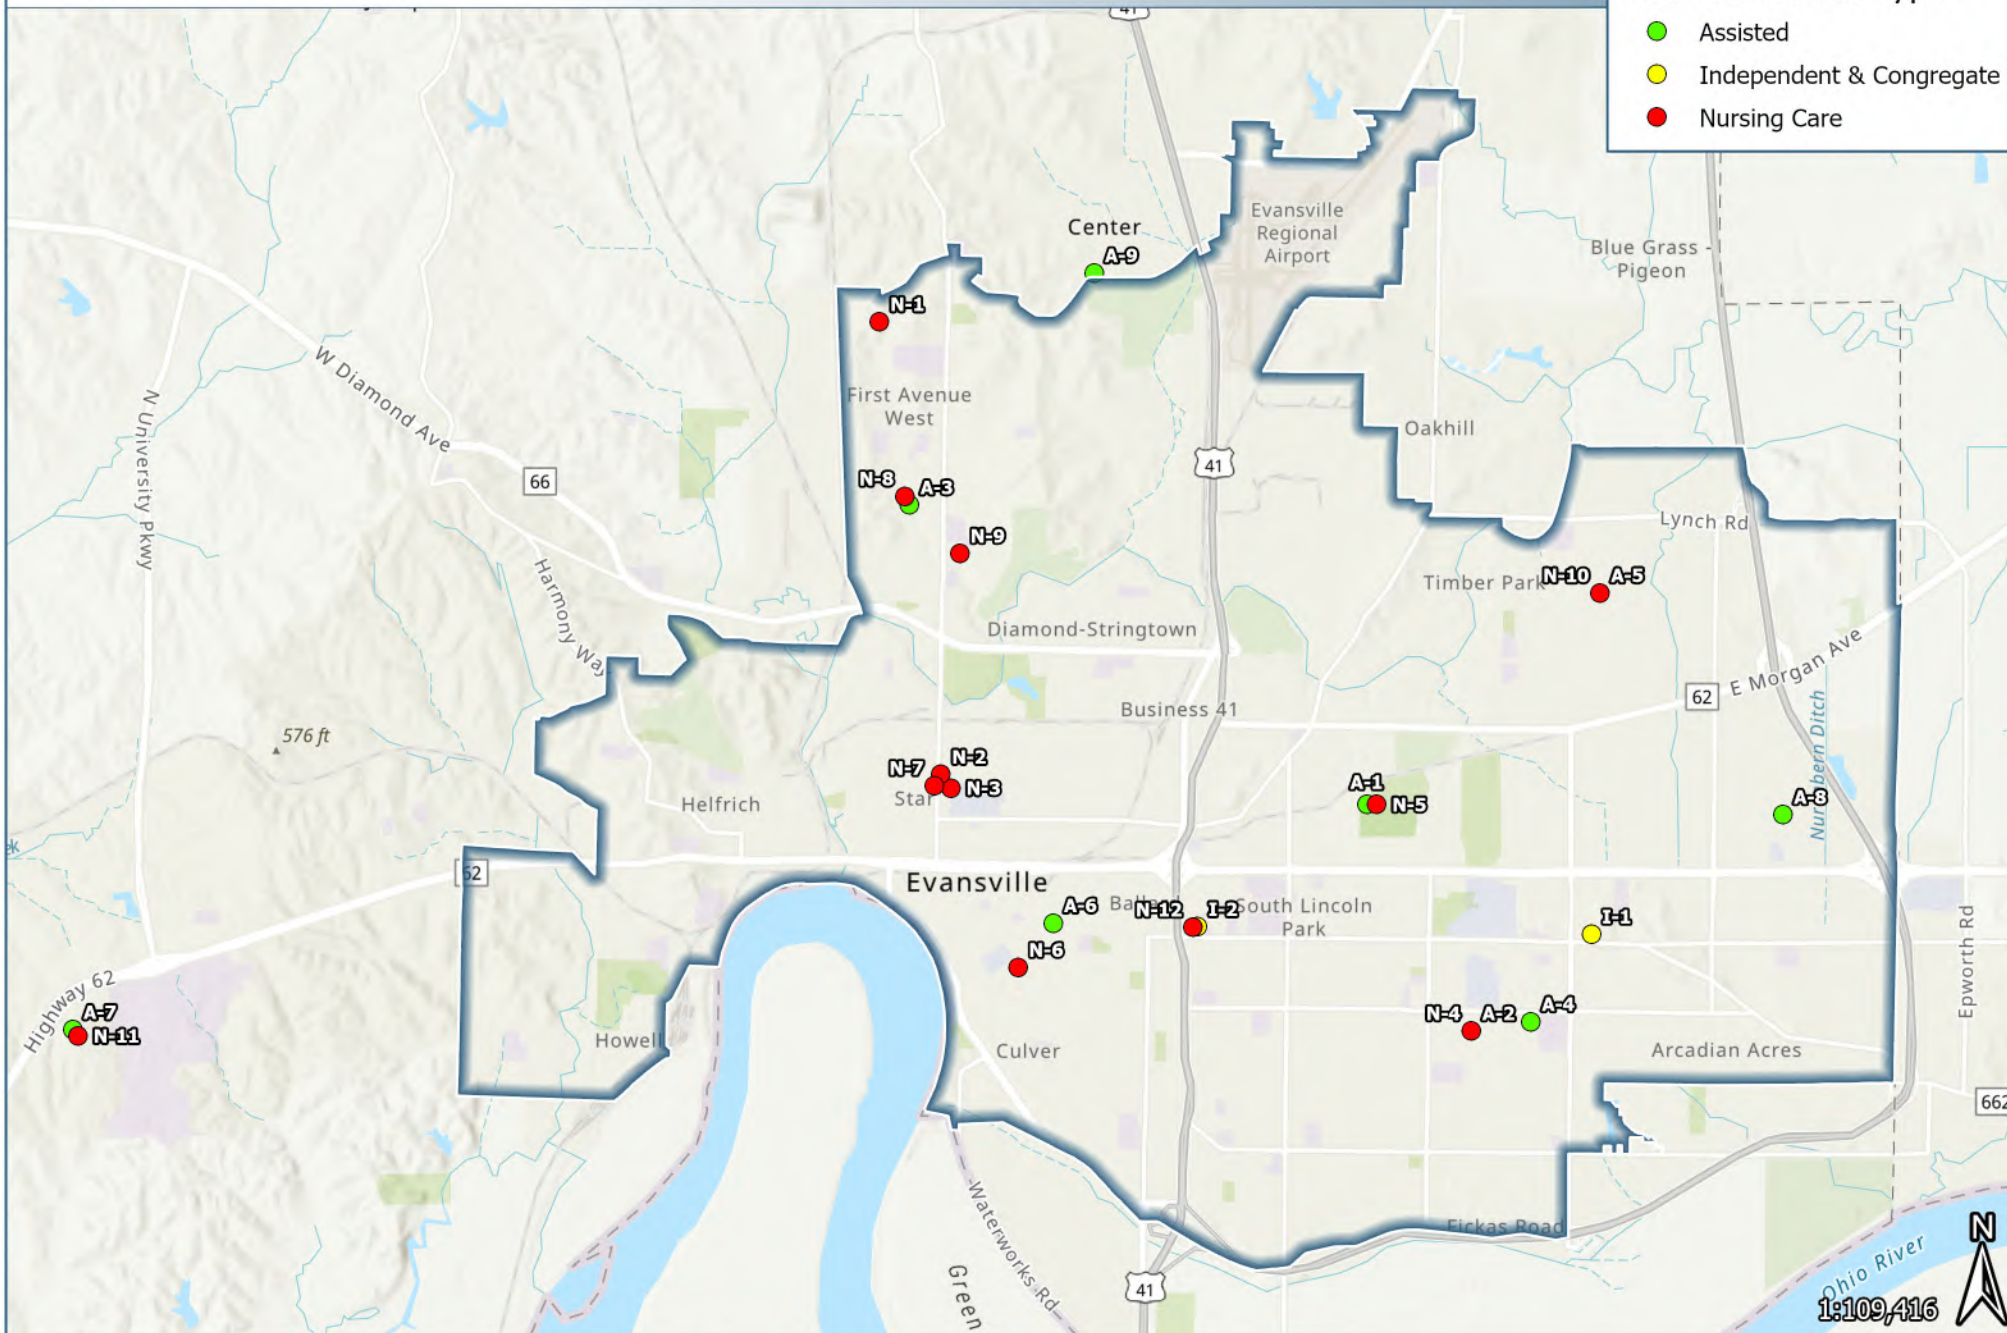 41
Assisted
Independent & Congregate
Nursing Care
Center
A-9
Evansville
Regional
Airport
Blue Grass -
Pigeon
N-1
W Diamond Ave
N University Pkwy
First Avenue
West
Oakhill
66
41
N-8
A-3
N-9
Lynch Rd
Harmony Way
Timber Park
N-10
A-5
Diamond-Stringtown
E Morgan Ave
62
Business 41
576 ft
N-2
N-7
N-3
Star
Helfrich
A-1
N-5
A-8
62
Evansville
A-6
N-12
I-2
South Lincoln
Park
I-1
N-6
Epworth Rd
Highway 62
A-7
N-11
Howell
Culver
N-4
A-2
A-4
Arcadian Acres
662
Waterworks Rd
Green
Fickas Road
41
Ohio River
N
1:109,416